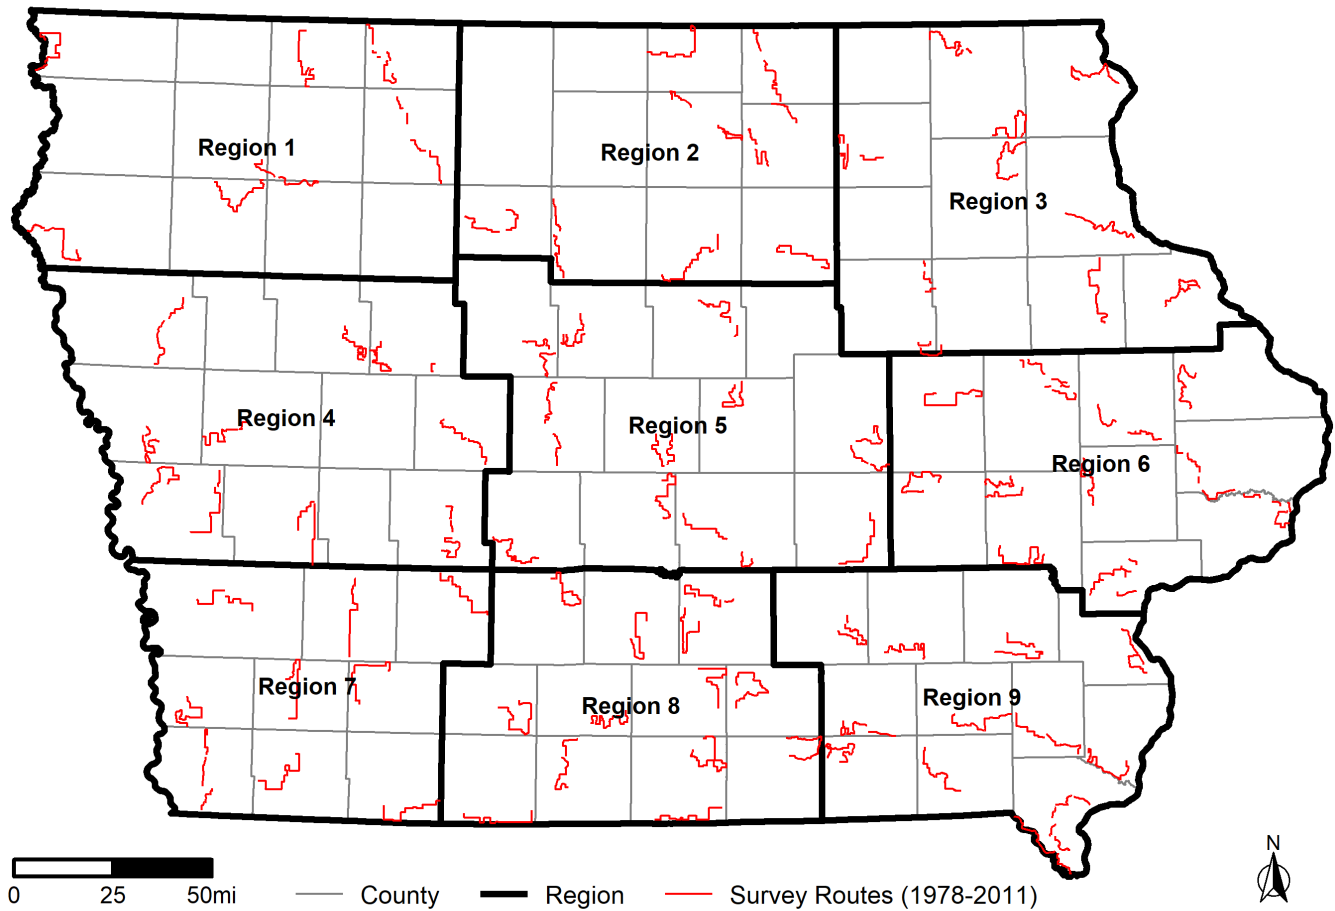 Region 1
Region 2
Region 3
Region 4
Region 5
Region 6
Region 7
Region 8
Region 9
N
0 25 50mi County Region Survey Routes (1978-2011)